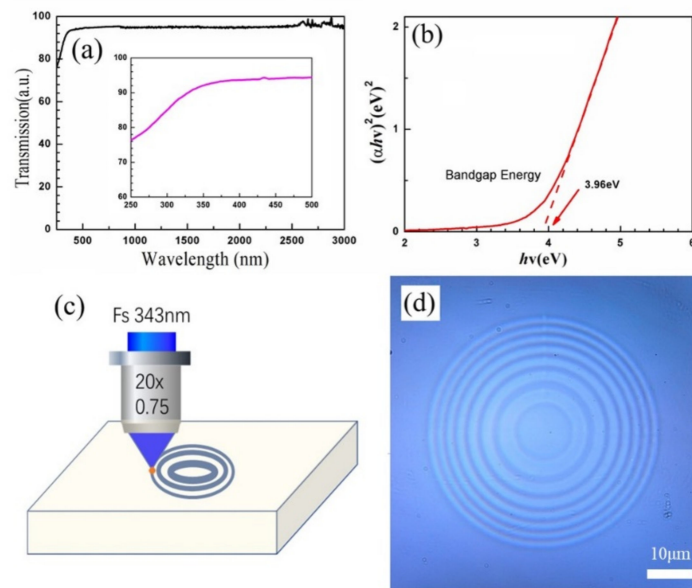 (a)
Transmission(a.u.)
100
80
60
40
20
0
500
1000
1500
2000
2500
3000
Wavelength (nm)
100
90
80
70
60
250
300
350
400
450
500
(b)
(αhν)²(eV)²
2
1
0
Bandgap Energy
3.96eV
2
3
4
5
6
hν(eV)
(c)
Fs 343nm
20x
0.75
(d)
10μm